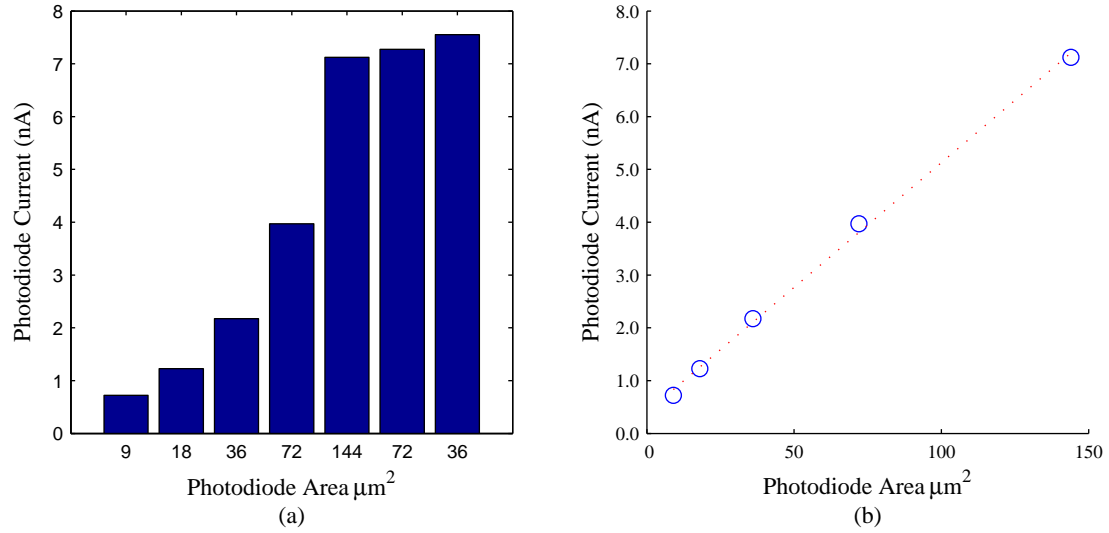 8
7
6
5
4
3
2
1
0
Photodiode Current (nA)
9 18 36 72 144 72 36
Photodiode Area μm2
(a)
8.0
7.0
6.0
5.0
4.0
3.0
2.0
1.0
0.0
Photodiode Current (nA)
0 50 100 150
Photodiode Area μm2
(b)